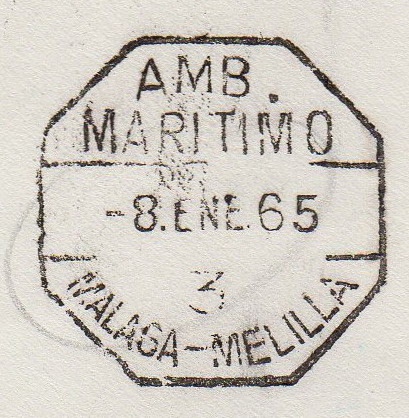 AMB.
MARITIMO
-8.ENE.65
3
MALAGA-MELILLA